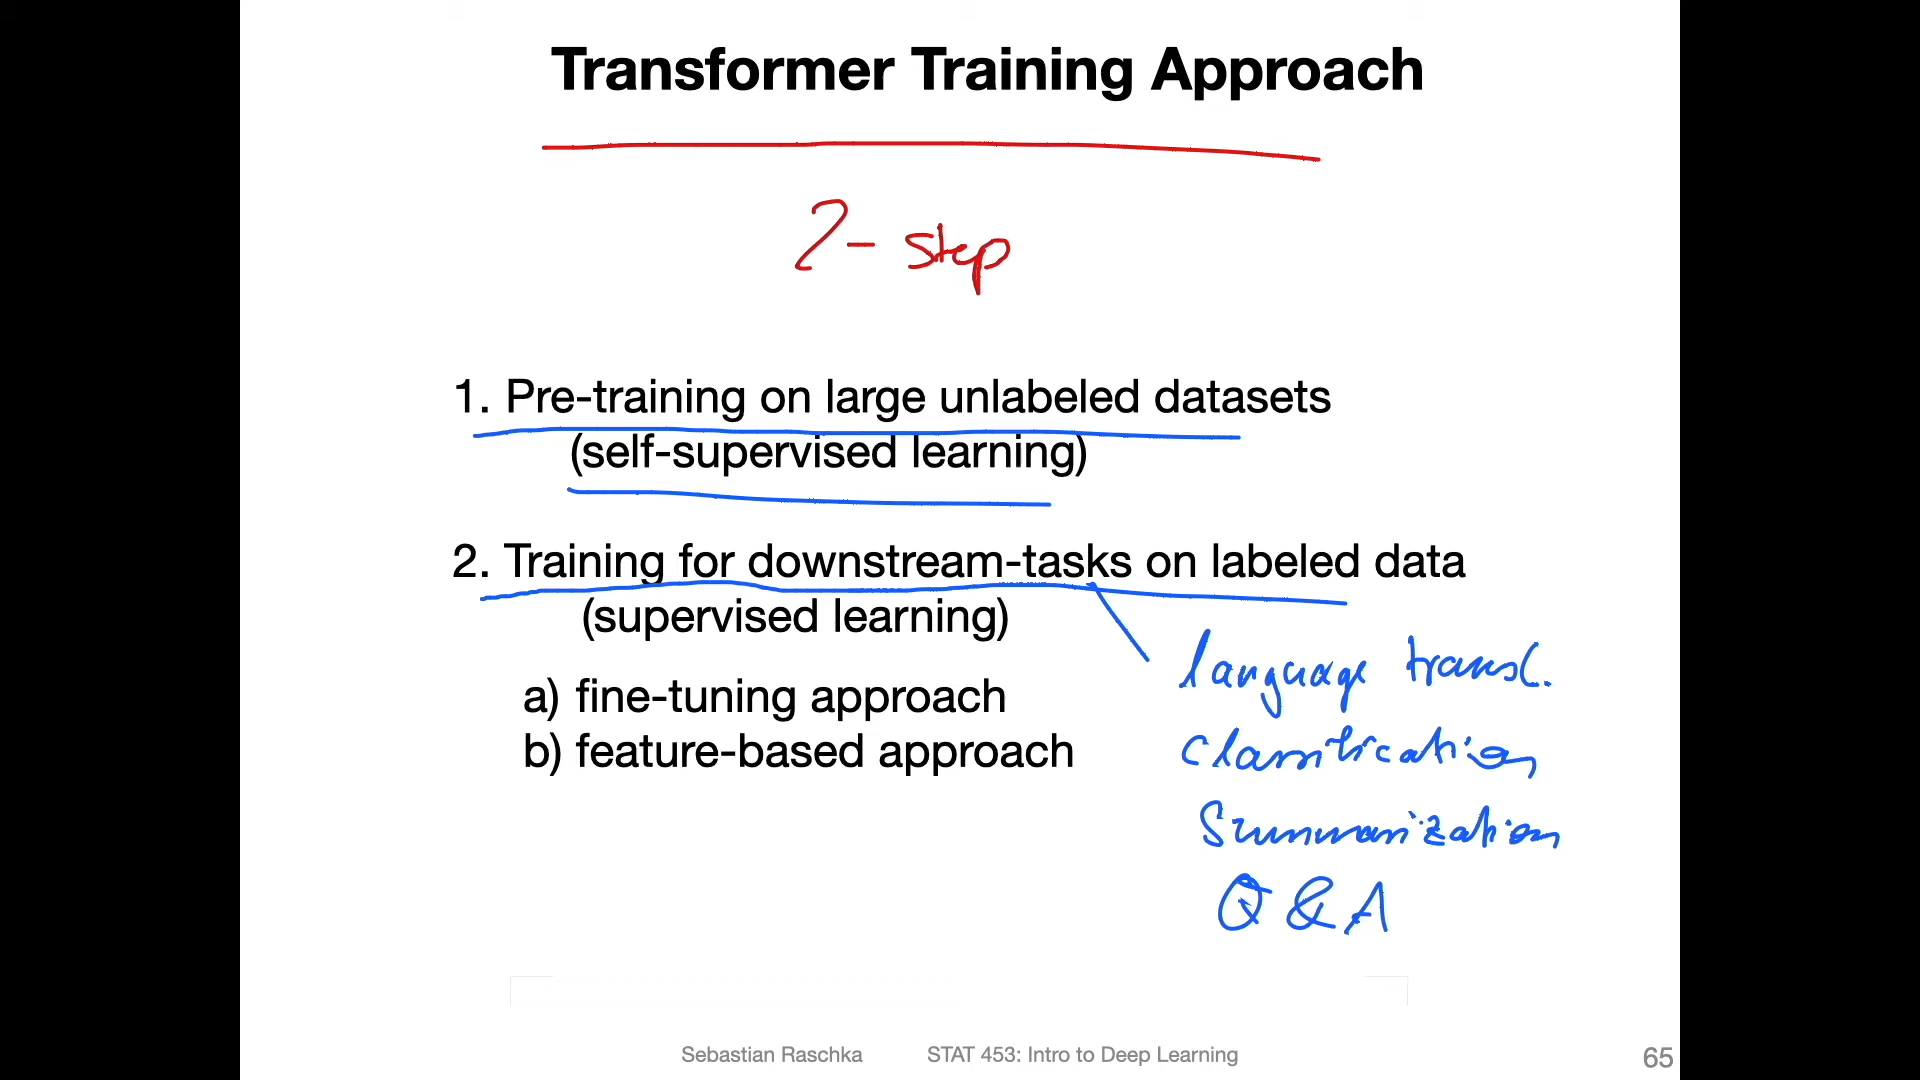 Transformer Training Approach
2- step
1. Pre-training on large unlabeled datasets
(self-supervised learning)
2. Training for downstream-tasks on labeled data
(supervised learning)
a) fine-tuning approach
b) feature-based approach
language transl.
Classification
Summarization
Q & A
Sebastian Raschka STAT 453: Intro to Deep Learning 65